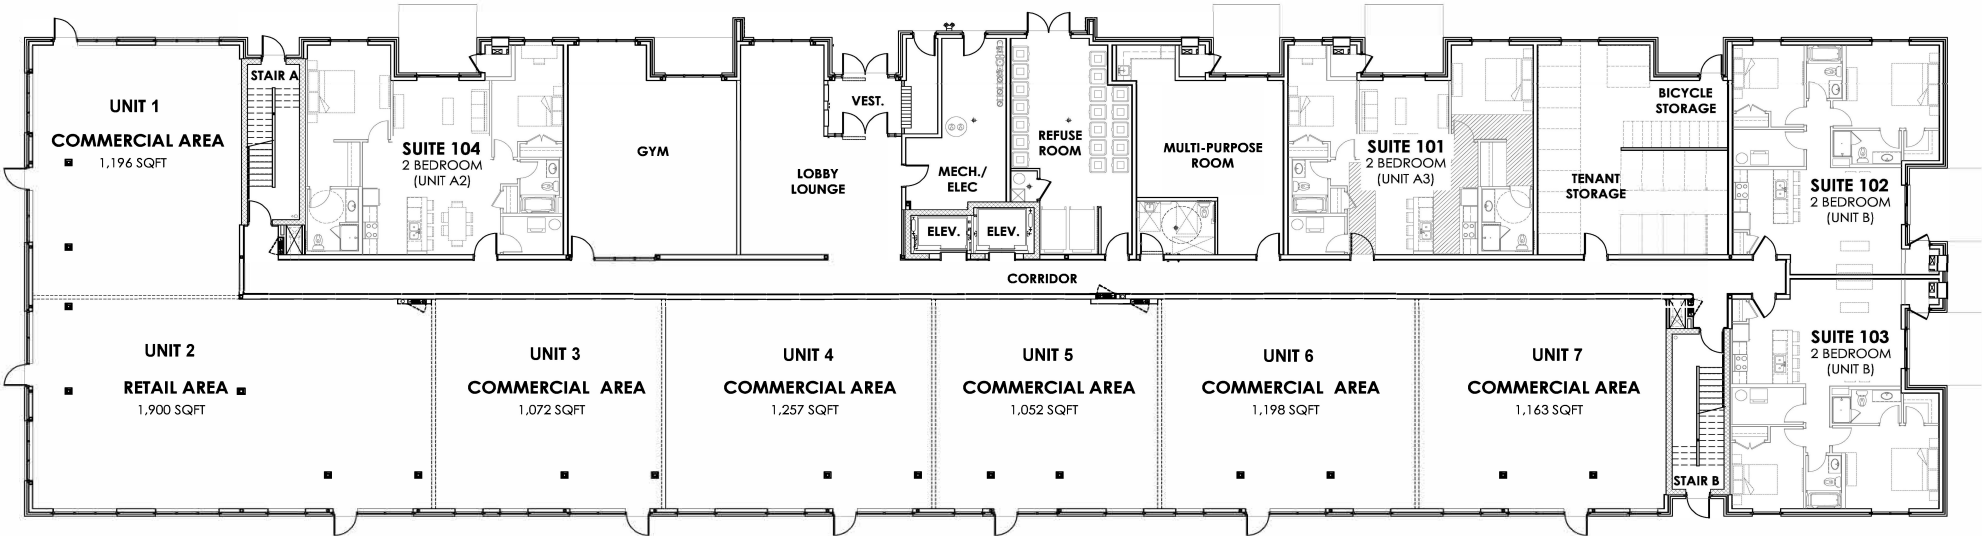 UNIT 1
COMMERCIAL AREA
1,196 SQFT
STAIR A
SUITE 104
2 BEDROOM
(UNIT A2)
GYM
LOBBY
LOUNGE
VEST.
MECH./
ELEC
ELEV.
ELEV.
REFUSE
ROOM
MULTI-PURPOSE
ROOM
SUITE 101
2 BEDROOM
(UNIT A3)
BICYCLE
STORAGE
TENANT
STORAGE
SUITE 102
2 BEDROOM
(UNIT B)
CORRIDOR
UNIT 2
RETAIL AREA
1,900 SQFT
UNIT 3
COMMERCIAL AREA
1,072 SQFT
UNIT 4
COMMERCIAL AREA
1,257 SQFT
UNIT 5
COMMERCIAL AREA
1,052 SQFT
UNIT 6
COMMERCIAL AREA
1,198 SQFT
UNIT 7
COMMERCIAL AREA
1,163 SQFT
STAIR B
SUITE 103
2 BEDROOM
(UNIT B)